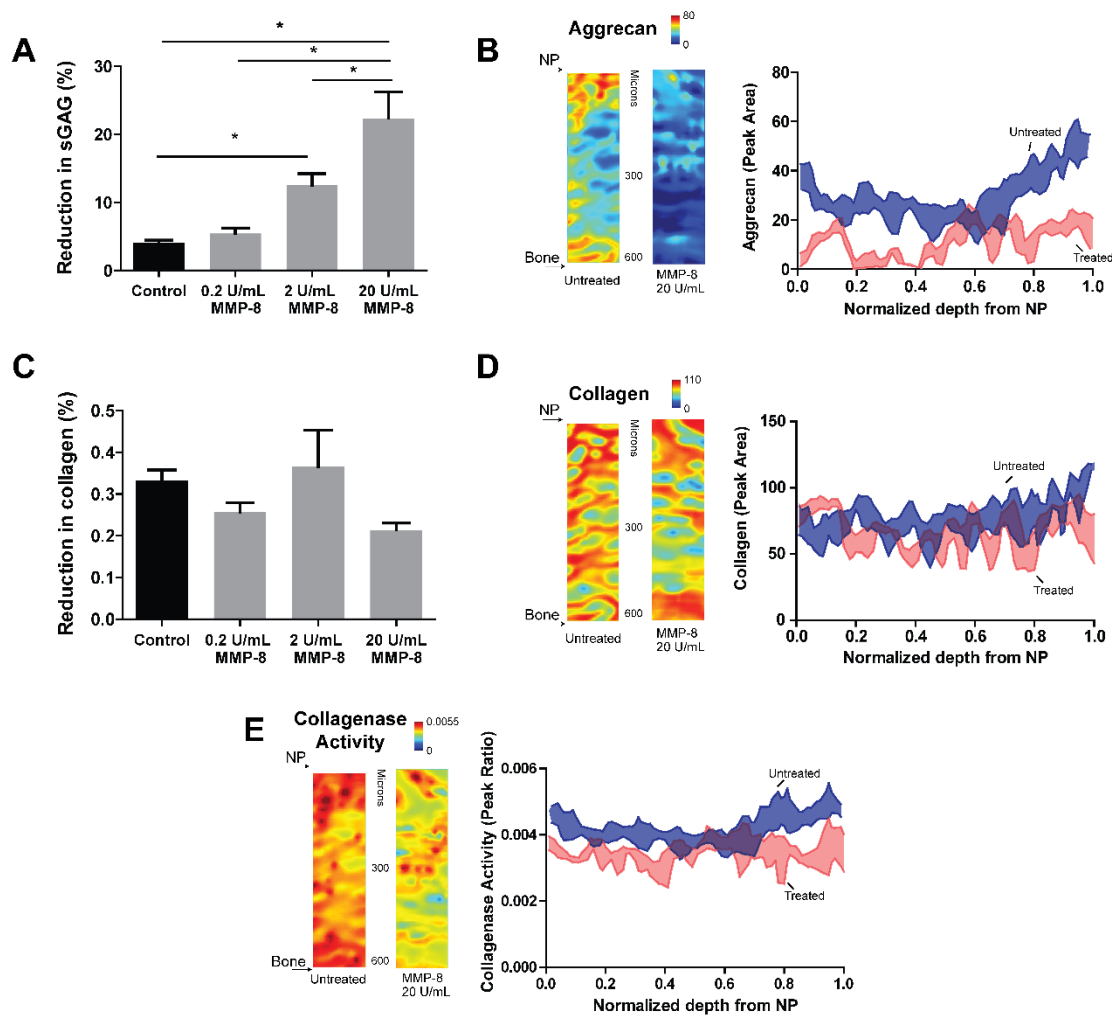 A
Reduction in sGAG (%)
30
20
10
0
*
*
*
*
Control
0.2 U/mL
MMP-8
2 U/mL
MMP-8
20 U/mL
MMP-8
B
Aggrecan
80
0
NP
Bone
Microns
300
600
Untreated
MMP-8
20 U/mL
Aggrecan (Peak Area)
80
60
40
20
0
Untreated
Treated
0.0 0.2 0.4 0.6 0.8 1.0
Normalized depth from NP
C
Reduction in collagen (%)
0.5
0.4
0.3
0.2
0.1
0.0
Control
0.2 U/mL
MMP-8
2 U/mL
MMP-8
20 U/mL
MMP-8
D
Collagen
110
0
NP
Bone
Microns
300
600
Untreated
MMP-8
20 U/mL
Collagen (Peak Area)
150
100
50
0
Untreated
Treated
0.0 0.2 0.4 0.6 0.8 1.0
Normalized depth from NP
E
Collagenase
Activity
0.0055
0
NP
Bone
Microns
300
600
Untreated
MMP-8
20 U/mL
Collagenase Activity (Peak Ratio)
0.006
0.004
0.002
0.000
Untreated
Treated
0.0 0.2 0.4 0.6 0.8 1.0
Normalized depth from NP